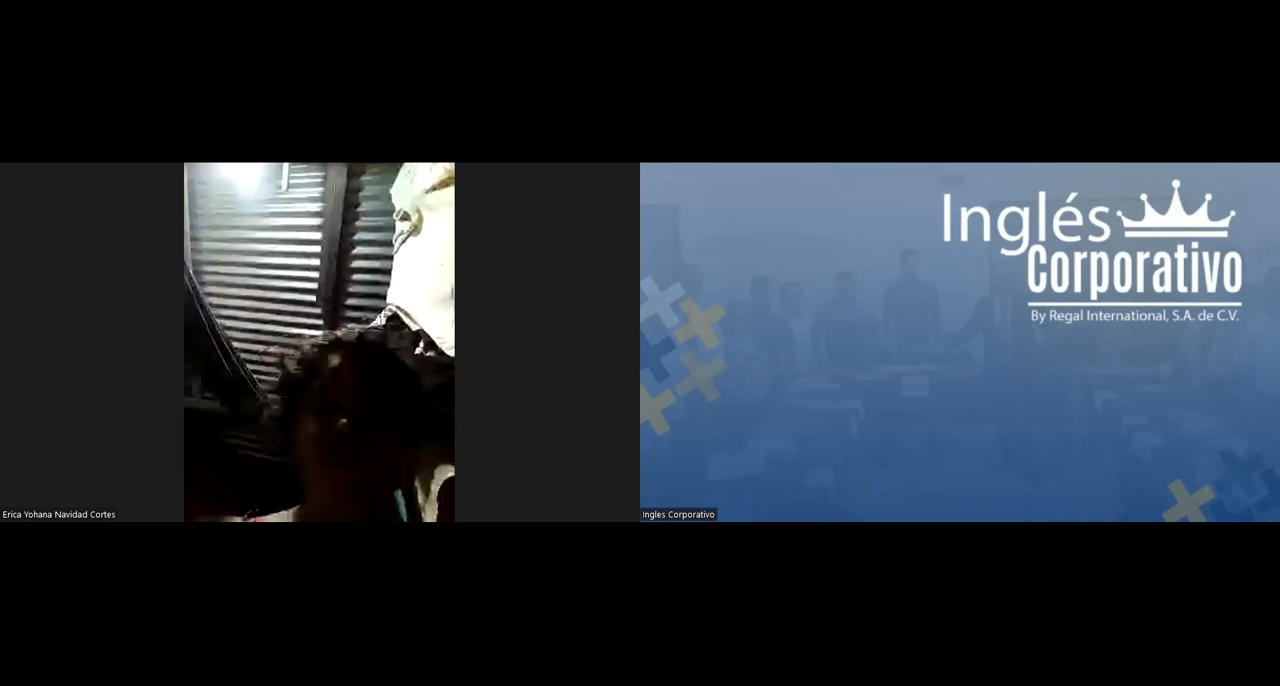 Inglés
Corporativo
By Regal International, S.A. de C.V.
Erica Yohana Navidad Cortes
Ingles Corporativo